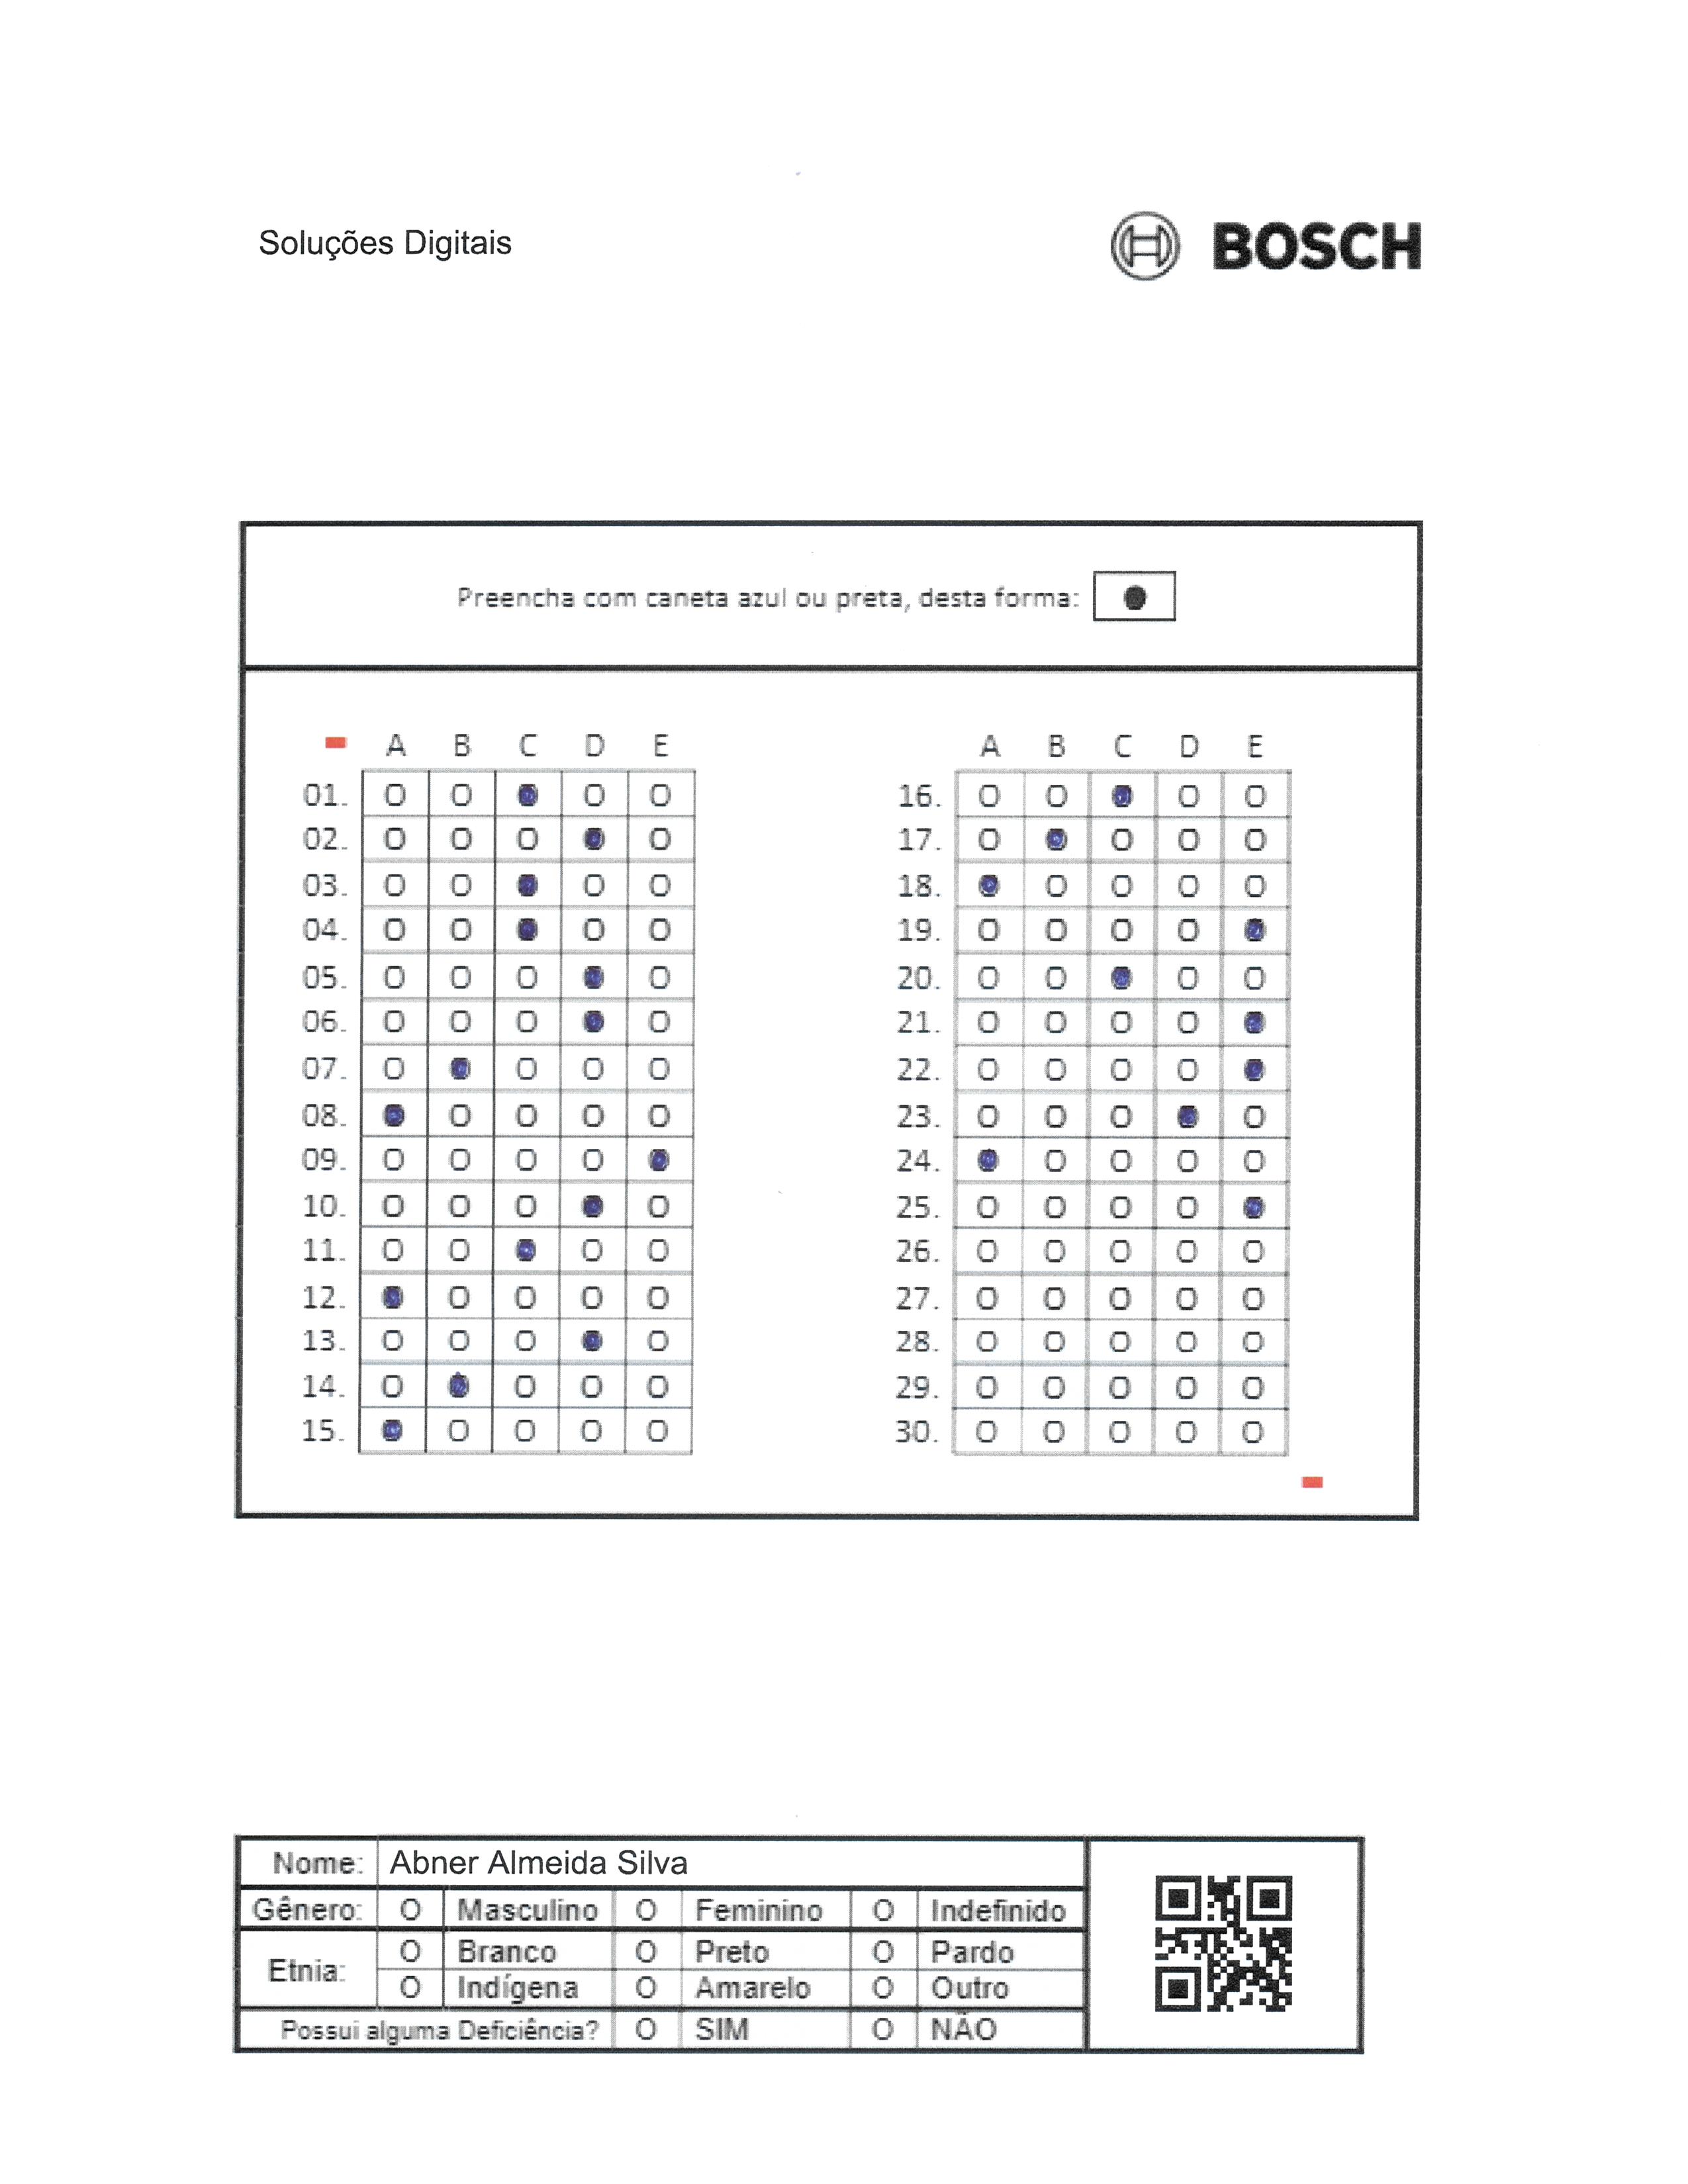 Soluções Digitais
BOSCH
Preencha com caneta azul ou preta, desta forma: ●
A B C D E
01. O O ● O O
02. O O O ● O
03. O O ● O O
04. O O ● O O
05. O O O ● O
06. O O O ● O
07. O ● O O O
08. ● O O O O
09. O O O O ●
10. O O O ● O
11. O O ● O O
12. ● O O O O
13. O O O ● O
14. O ● O O O
15. ● O O O O
A B C D E
16. O O ● O O
17. O ● O O O
18. ● O O O O
19. O O O O ●
20. O O ● O O
21. O O O O ●
22. O O O O ●
23. O O O ● O
24. ● O O O O
25. O O O O ●
26. O O O O O
27. O O O O O
28. O O O O O
29. O O O O O
30. O O O O O
Nome: Abner Almeida Silva
Gênero: O Masculino O Feminino O Indefinido
Etnia: O Branco O Preto O Pardo
O Indígena O Amarelo O Outro
Possui alguma Deficiência? O SIM O NÃO